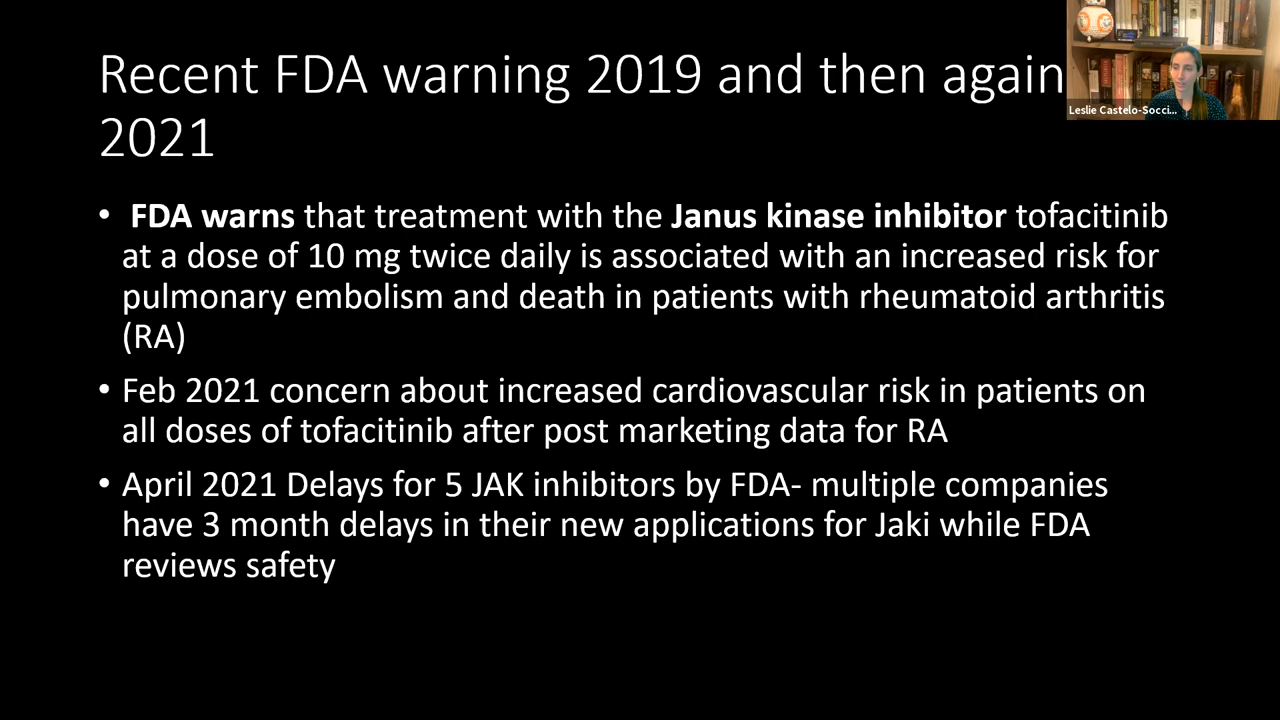 Recent FDA warning 2019 and then again
2021
• FDA warns that treatment with the Janus kinase inhibitor tofacitinib
at a dose of 10 mg twice daily is associated with an increased risk for
pulmonary embolism and death in patients with rheumatoid arthritis
(RA)
• Feb 2021 concern about increased cardiovascular risk in patients on
all doses of tofacitinib after post marketing data for RA
• April 2021 Delays for 5 JAK inhibitors by FDA- multiple companies
have 3 month delays in their new applications for Jaki while FDA
reviews safety
Leslie Castelo-Socci...